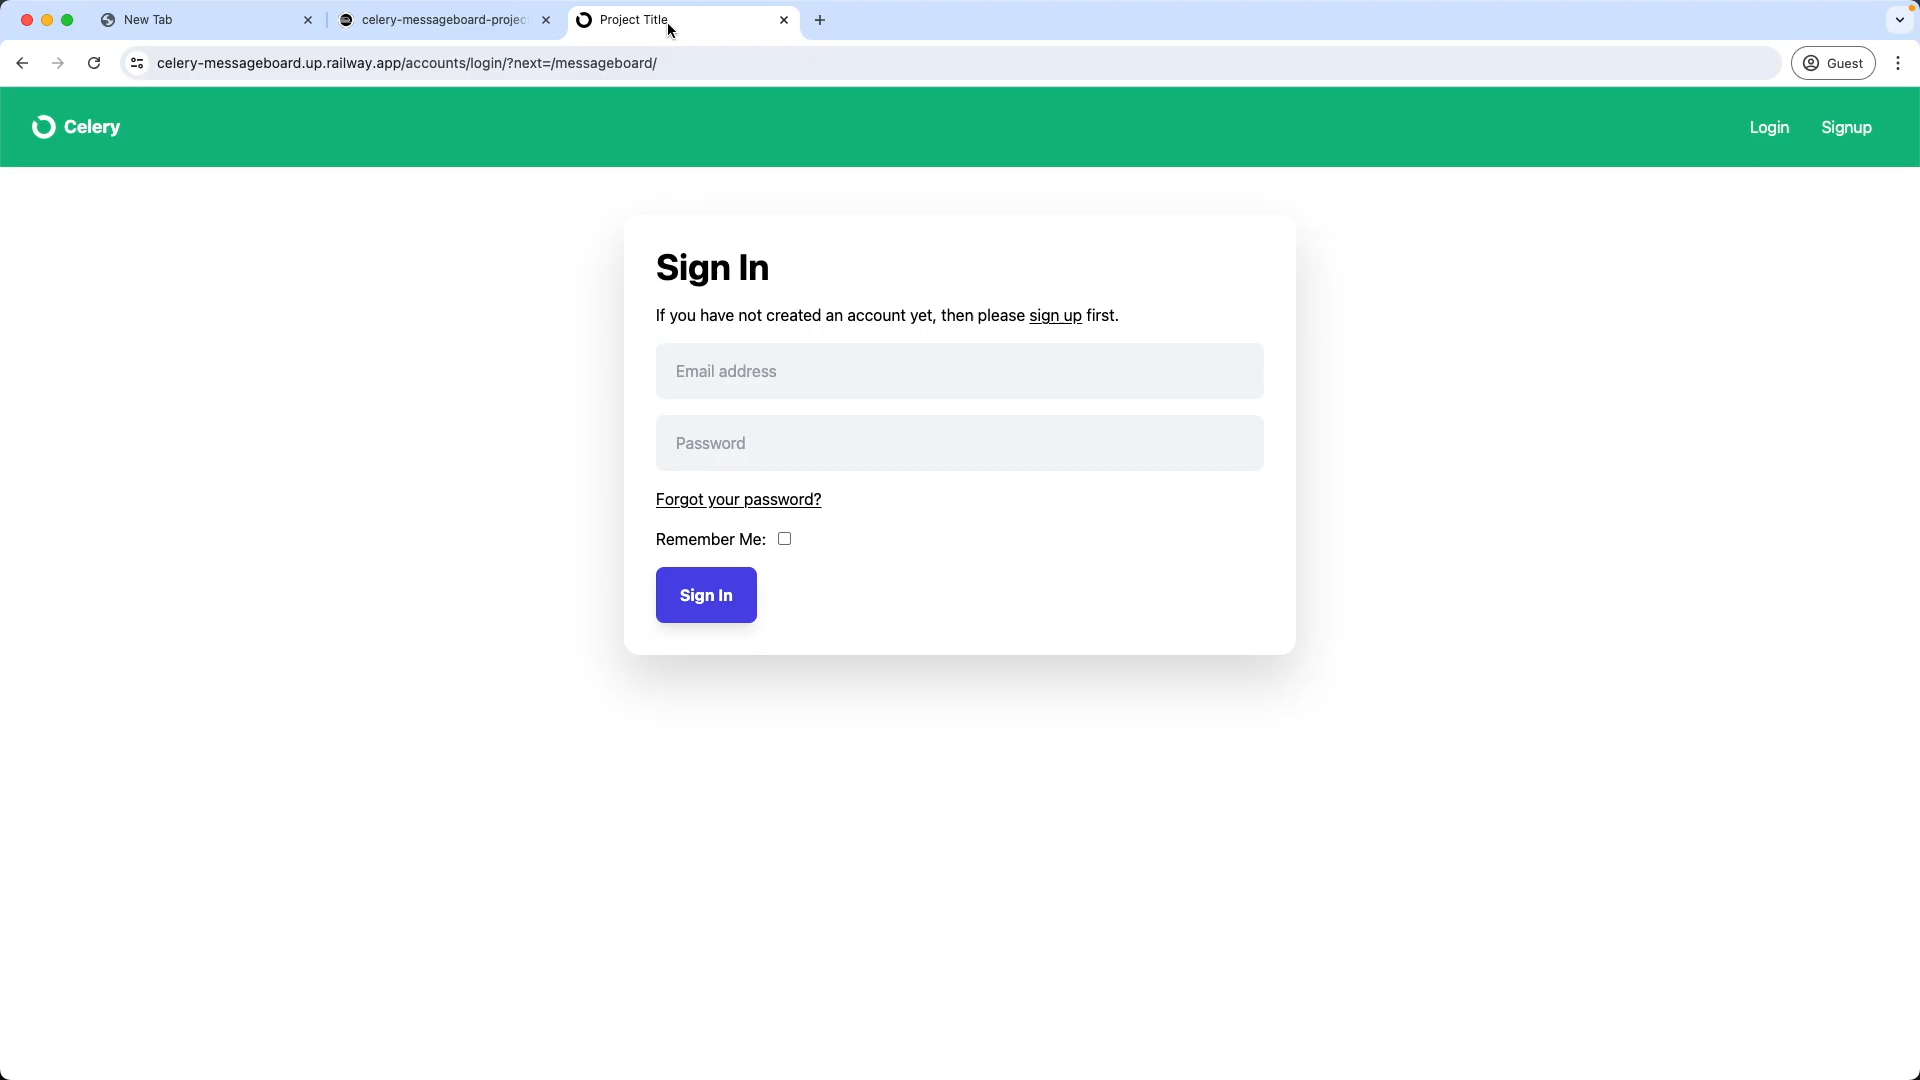 New Tab
celery-messageboard-projec
Project Title
celery-messageboard.up.railway.app/accounts/login/?next=/messageboard/
Guest
Celery
Login
Signup
Sign In
If you have not created an account yet, then please sign up first.
Email address
Password
Forgot your password?
Remember Me:
Sign In